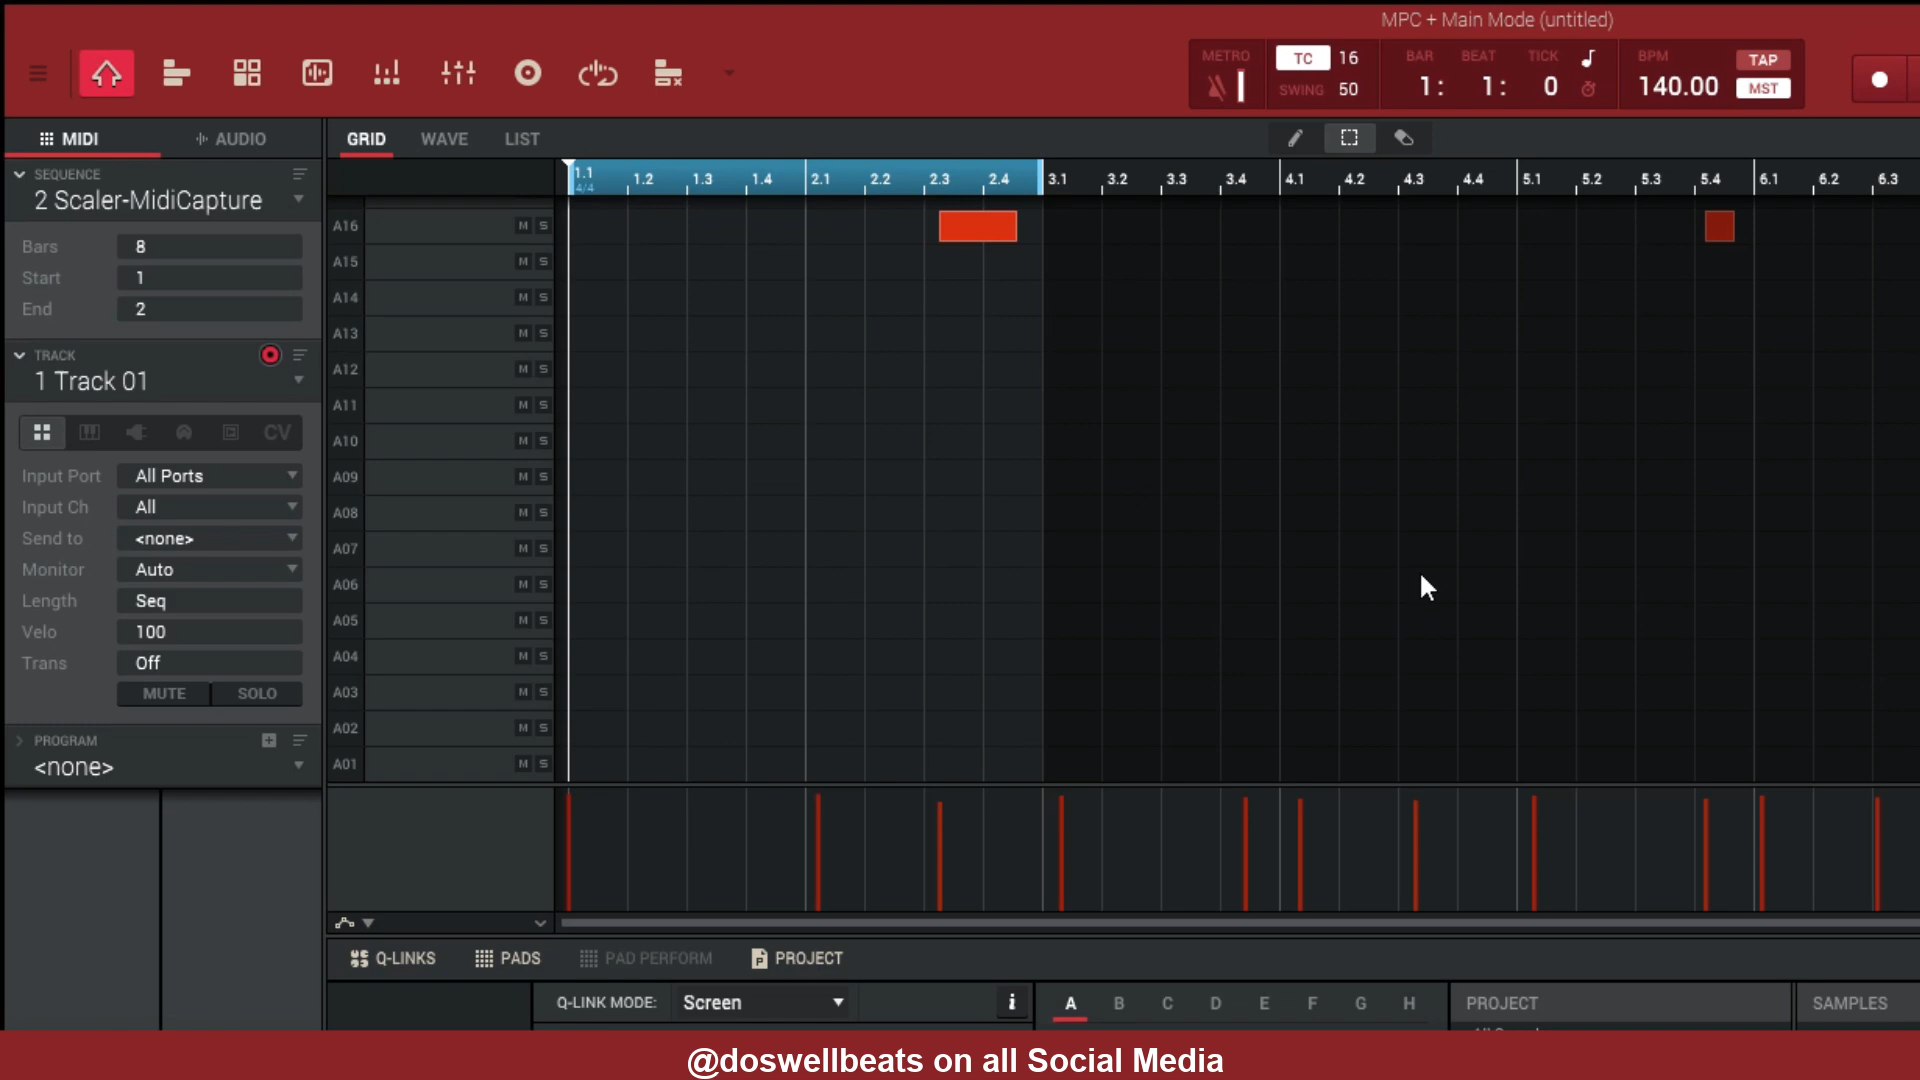 MPC + Main Mode (untitled)
METRO
TC 16
SWING 50
BAR BEAT TICK
1: 1: 0
BPM
140.00
TAP
MST
MIDI AUDIO
GRID WAVE LIST
SEQUENCE
2 Scaler-MidiCapture
Bars 8
Start 1
End 2
TRACK
1 Track 01
CV
Input Port All Ports
Input Ch All
Send to <none>
Monitor Auto
Length Seq
Velo 100
Trans Off
MUTE SOLO
PROGRAM
<none>
1.1 1.2 1.3 1.4 2.1 2.2 2.3 2.4 3.1 3.2 3.3 3.4 4.1 4.2 4.3 4.4 5.1 5.2 5.3 5.4 6.1 6.2 6.3
4/4
A16 M S
A15 M S
A14 M S
A13 M S
A12 M S
A11 M S
A10 M S
A09 M S
A08 M S
A07 M S
A06 M S
A05 M S
A04 M S
A03 M S
A02 M S
A01 M S
Q-LINKS PADS PAD PERFORM PROJECT
Q-LINK MODE: Screen
A B C D E F G H
PROJECT
SAMPLES
@doswellbeats on all Social Media